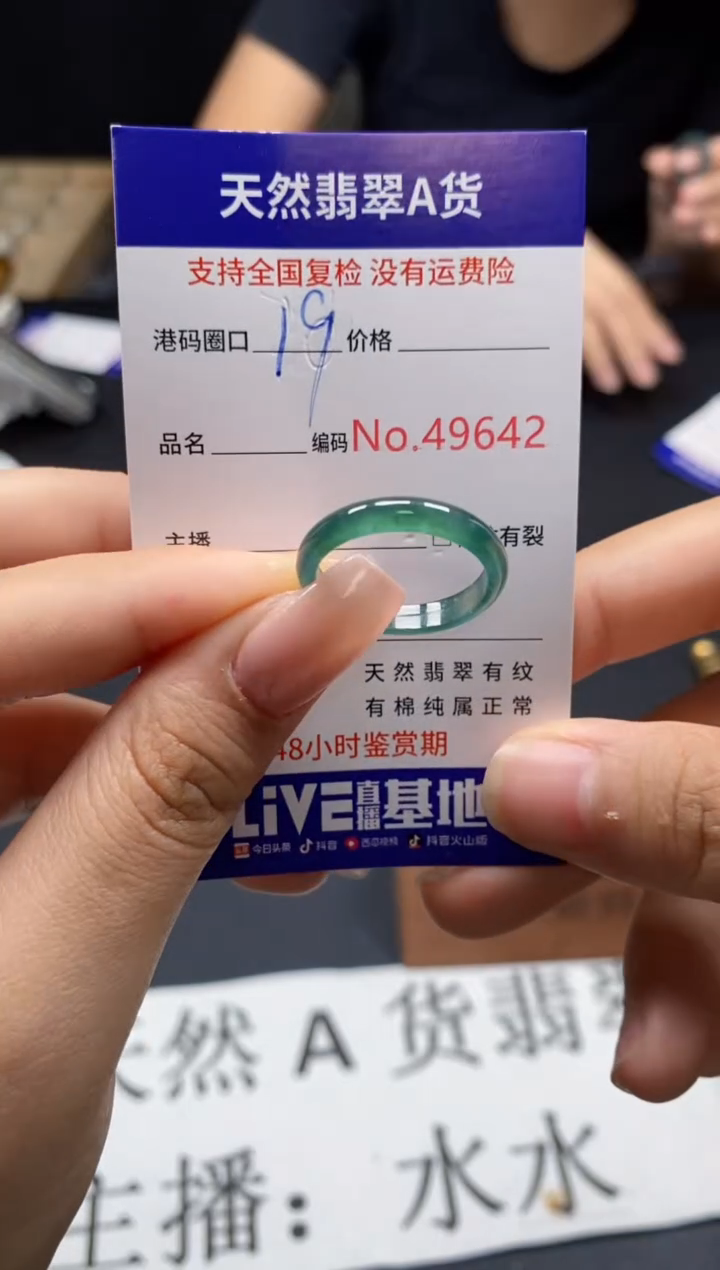 天然翡翠A货
支持全国复检 没有运费险
港码圈口 19 价格
品名 编码 No.49642
主播 有裂
天然翡翠有纹
有棉纯属正常
48小时鉴赏期
LiVE直播基地
今日头条 抖音 西瓜视频 抖音火山版
天然A货翡翠
主播：水水